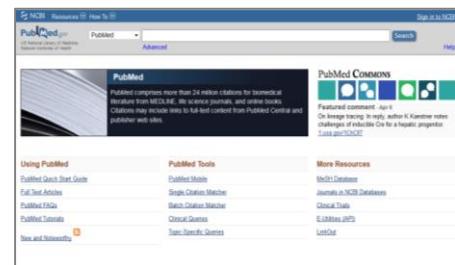 NCBI Resources How To Sign in to NCBI
PubMed.gov
US National Library of Medicine
National Institutes of Health
PubMed
Search
Advanced
Help
PubMed
PubMed comprises more than 24 million citations for biomedical
literature from MEDLINE, life science journals, and online books.
Citations may include links to full-text content from PubMed Central and
publisher web sites.
PubMed Commons
Featured comment - Apr 6
On lineage tracing: In reply, author K Kaestner notes
challenges of inducible Cre for a hepatic progenitor.
Using PubMed
PubMed Quick Start Guide
Full Text Articles
PubMed FAQs
PubMed Tutorials
New and Noteworthy
PubMed Tools
PubMed Mobile
Single Citation Matcher
Batch Citation Matcher
Clinical Queries
Topic-Specific Queries
More Resources
MeSH Database
Journals in NCBI Databases
Clinical Trials
E-Utilities (API)
LinkOut